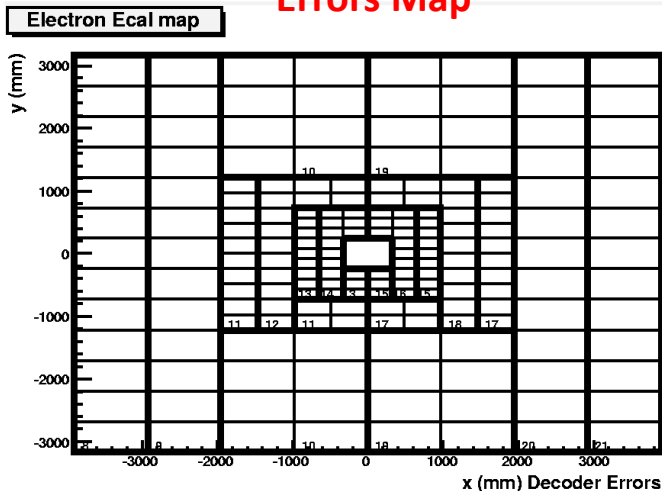 Errors Map
Electron Ecal map
y (mm)
3000
2000
1000
0
-1000
-2000
-3000
10 19
13 14 3 15 6 5
11 12 11 17 18 17
8 9 10 19 20 21
-3000 -2000 -1000 0 1000 2000 3000
x (mm) Decoder Errors